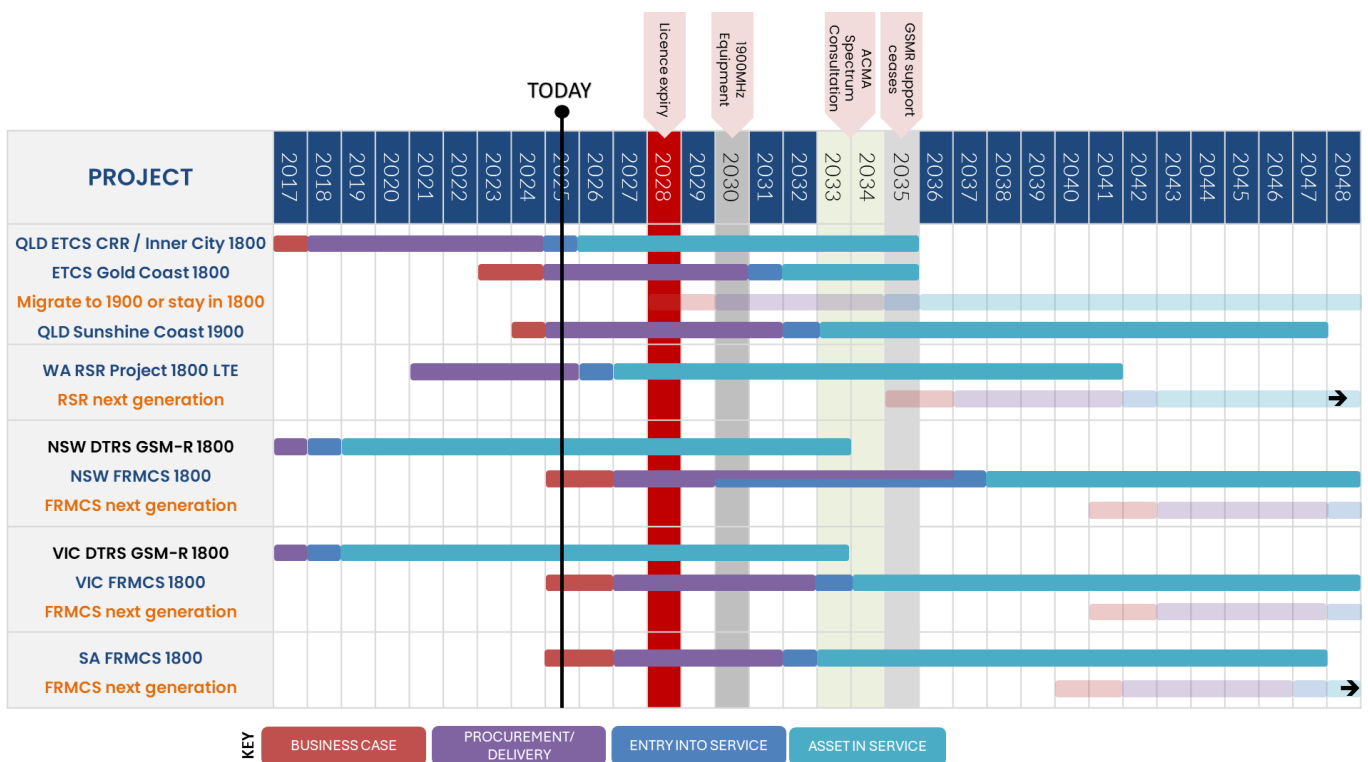 Licence expiry
1900MHz
Equipment
ACMA
Spectrum
Consultation
GSMR support
ceases
TODAY
PROJECT
2017
2018
2019
2020
2021
2022
2023
2024
2025
2026
2027
2028
2029
2030
2031
2032
2033
2034
2035
2036
2037
2038
2039
2040
2041
2042
2043
2044
2045
2046
2047
2048
QLD ETCS CRR / Inner City 1800
ETCS Gold Coast 1800
Migrate to 1900 or stay in 1800
QLD Sunshine Coast 1900
WA RSR Project 1800 LTE
RSR next generation
NSW DTRS GSM-R 1800
NSW FRMCS 1800
FRMCS next generation
VIC DTRS GSM-R 1800
VIC FRMCS 1800
FRMCS next generation
SA FRMCS 1800
FRMCS next generation
KEY
BUSINESS CASE
PROCUREMENT/
DELIVERY
ENTRY INTO SERVICE
ASSET IN SERVICE